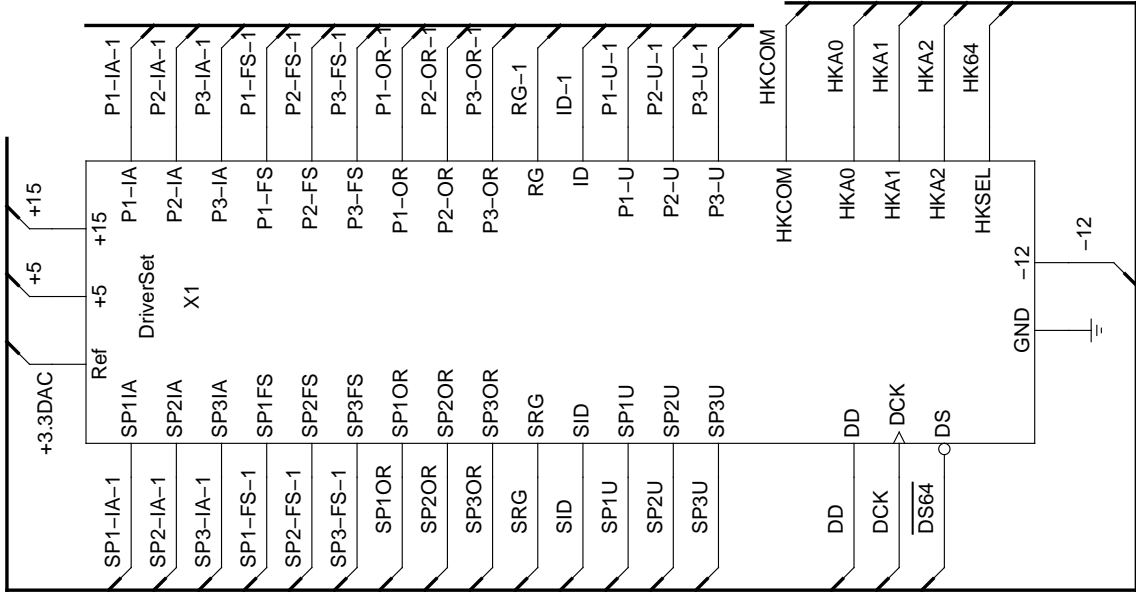 +3.3DAC
+5
+15
Ref
+5
+15
DriverSet
X1
SP1-IA-1
SP2-IA-1
SP3-IA-1
SP1-FS-1
SP2-FS-1
SP3-FS-1
SP1OR
SP2OR
SP3OR
SRG
SID
SP1U
SP2U
SP3U
DD
DCK
DS64
SP1IA
SP2IA
SP3IA
SP1FS
SP2FS
SP3FS
SP1OR
SP2OR
SP3OR
SRG
SID
SP1U
SP2U
SP3U
DD
DCK
DS
P1-IA
P2-IA
P3-IA
P1-FS
P2-FS
P3-FS
P1-OR
P2-OR
P3-OR
RG
ID
P1-U
P2-U
P3-U
HKCOM
HKA0
HKA1
HKA2
HKSEL
P1-IA-1
P2-IA-1
P3-IA-1
P1-FS-1
P2-FS-1
P3-FS-1
P1-OR-1
P2-OR-1
P3-OR-1
RG-1
ID-1
P1-U-1
P2-U-1
P3-U-1
HKCOM
HKA0
HKA1
HKA2
HK64
GND
-12
-12